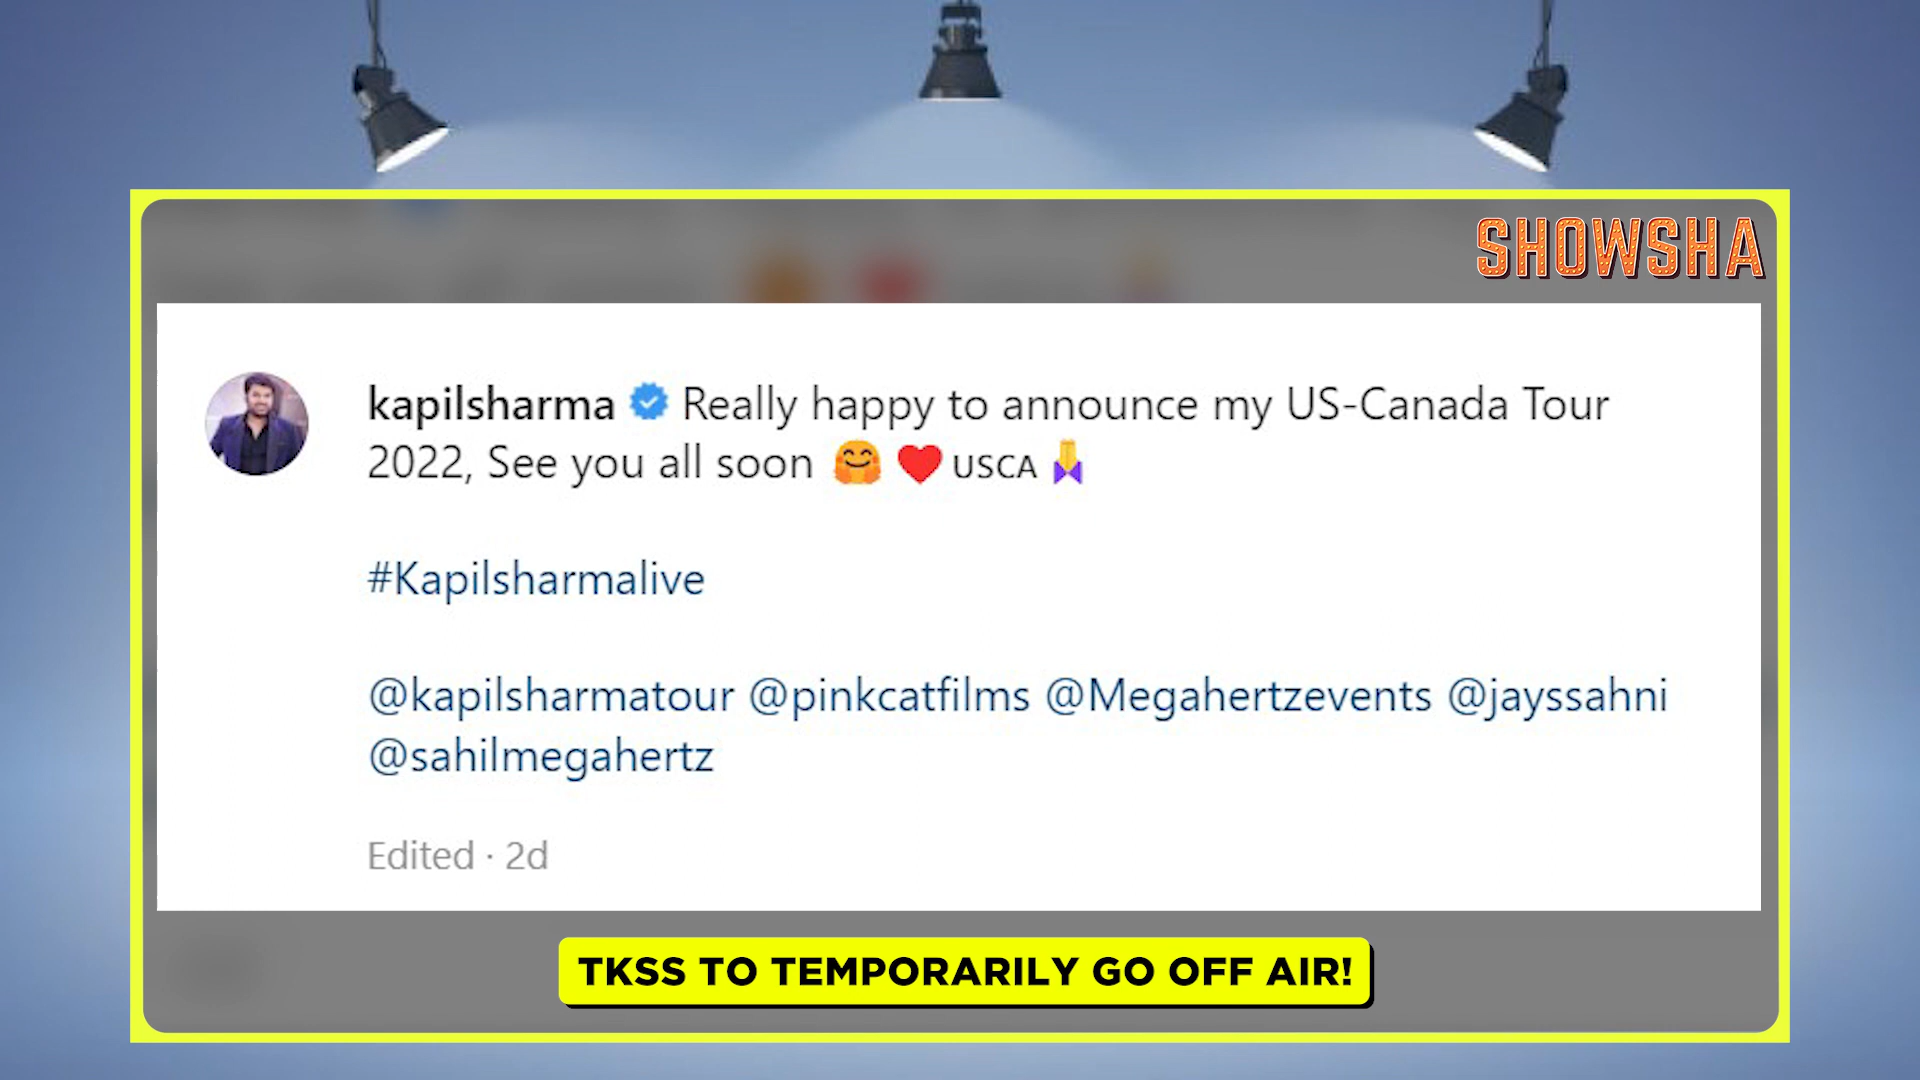 SHOWSHA
kapilsharma Really happy to announce my US-Canada Tour
2022, See you all soon 🤗 ❤️ USCA 🙏
#Kapilsharmalive
@kapilsharmatour @pinkcatfilms @Megahertzevents @jayssahni
@sahilmegahertz
Edited · 2d
TKSS TO TEMPORARILY GO OFF AIR!